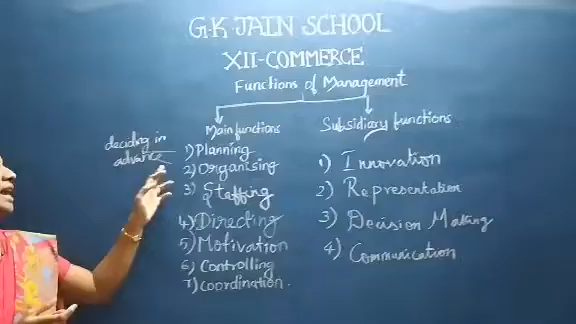 G.K JAIN SCHOOL
XII-COMMERCE
Functions of Management
Main functions
deciding in
advance
1) Planning
2) Organising
3) Staffing
4) Directing
5) Motivation
6) Controlling
7) Coordination.
Subsidiary functions
1) Innovation
2) Representation
3) Decision Making
4) Communication